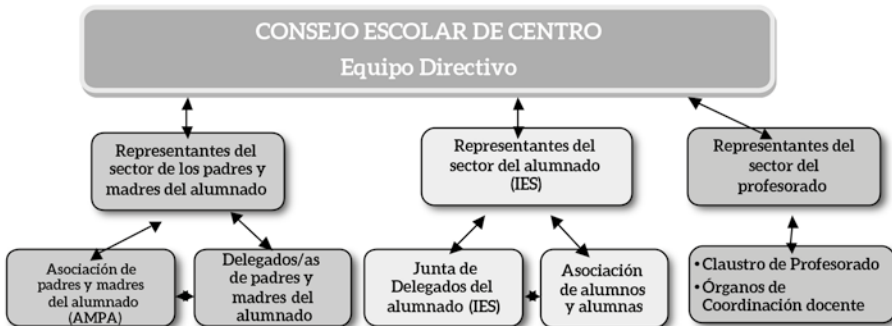 CONSEJO ESCOLAR DE CENTRO
Equipo Directivo
Representantes del
sector de los padres y
madres del alumnado
Representantes del
sector del alumnado
(IES)
Representantes del
sector del
profesorado
Asociación de
padres y madres
del alumnado
(AMPA)
Delegados/as
de padres y
madres del
alumnado
Junta de
Delegados del
alumnado (IES)
Asociación
de alumnos
y alumnas
• Claustro de Profesorado
• Órganos de
Coordinación docente